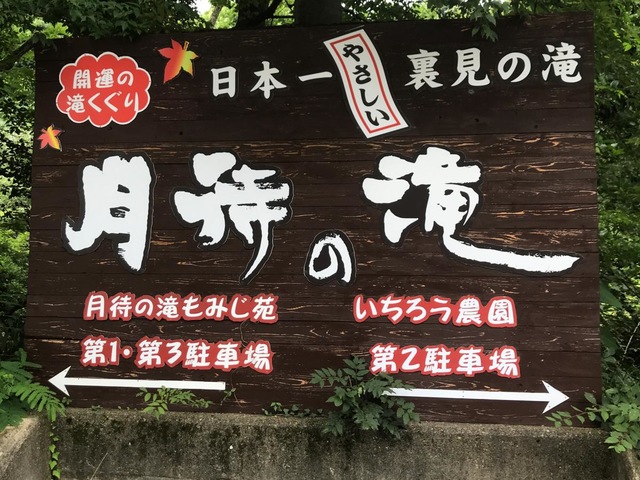 開運の
滝くぐり
日本一やさしい裏見の滝
月待の滝
月待の滝もみじ苑
第1・第3駐車場
いちろう農園
第2駐車場